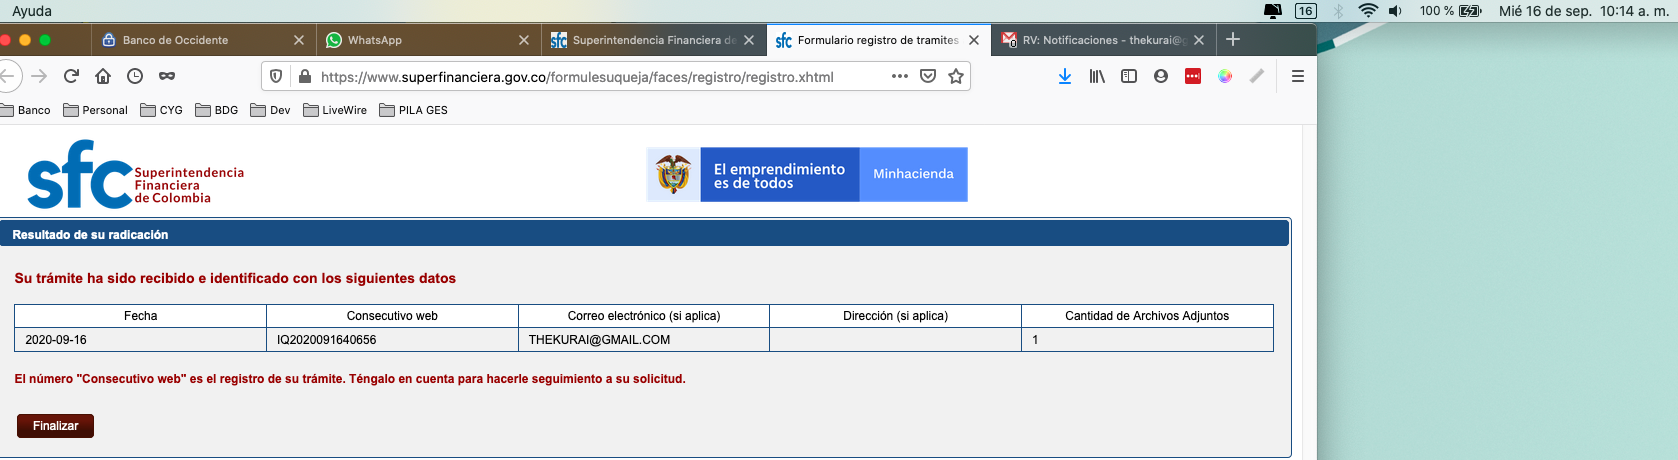 Ayuda
16
100 %
Mié 16 de sep. 10:14 a. m.
Banco de Occidente
WhatsApp
Superintendencia Financiera de
Formulario registro de tramites
RV: Notificaciones - thekurai@g
https://www.superfinanciera.gov.co/formulesuqueja/faces/registro/registro.xhtml
Banco
Personal
CYG
BDG
Dev
LiveWire
PILA GES
sfc
Superintendencia
Financiera
de Colombia
El emprendimiento
es de todos
Minhacienda
Resultado de su radicación
Su trámite ha sido recibido e identificado con los siguientes datos
Fecha Consecutivo web Correo electrónico (si aplica) Dirección (si aplica) Cantidad de Archivos Adjuntos
2020-09-16 IQ2020091640656 THEKURAI@GMAIL.COM 1
El número "Consecutivo web" es el registro de su trámite. Téngalo en cuenta para hacerle seguimiento a su solicitud.
Finalizar